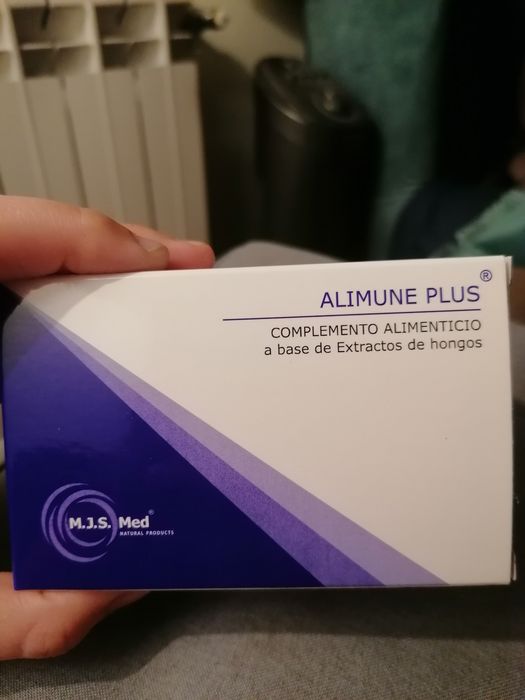 ALIMUNE PLUS®
COMPLEMENTO ALIMENTICIO
a base de Extractos de hongos
M.J.S. Med®
NATURAL PRODUCTS